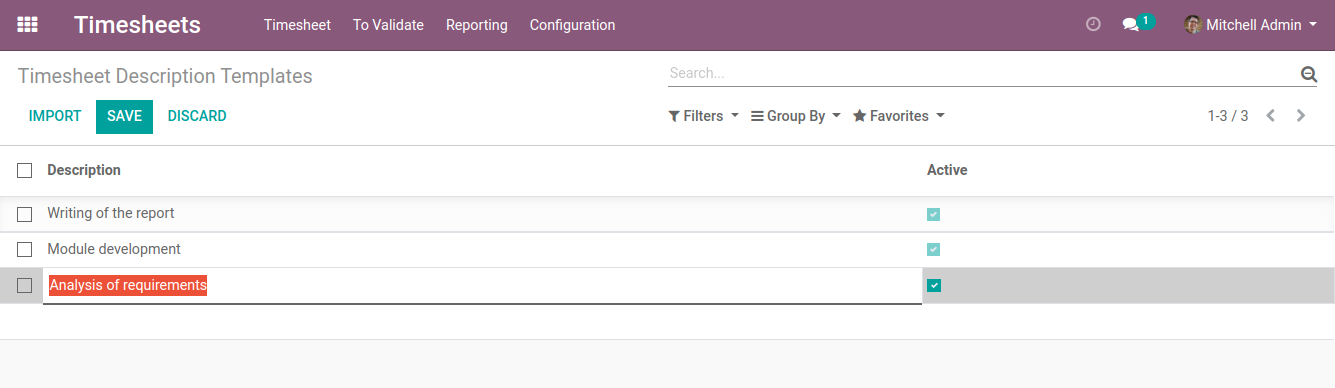 Timesheets Timesheet To Validate Reporting Configuration 1 Mitchell Admin
Timesheet Description Templates Search...
IMPORT SAVE DISCARD Filters Group By Favorites 1-3 / 3
Description Active
Writing of the report
Module development
Analysis of requirements